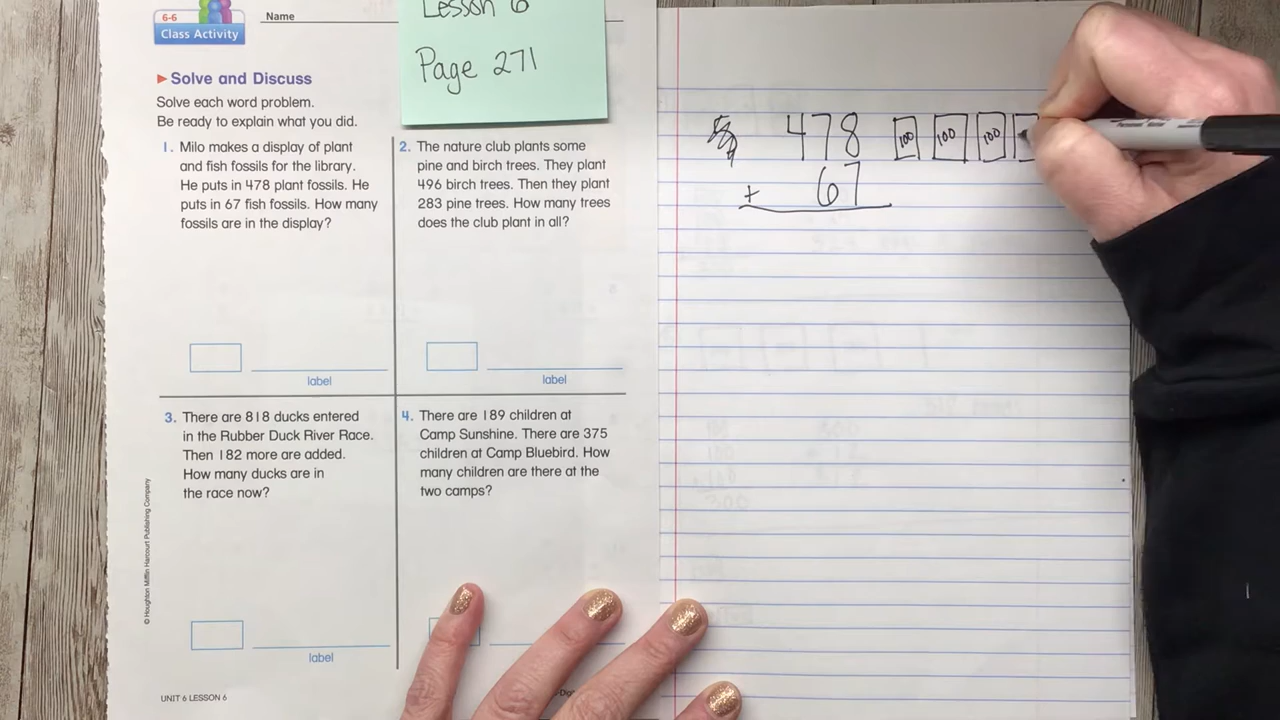 6-6
Class Activity
Name
Lesson 6
Page 271
Solve and Discuss
Solve each word problem.
Be ready to explain what you did.
1. Milo makes a display of plant
and fish fossils for the library.
He puts in 478 plant fossils. He
puts in 67 fish fossils. How many
fossils are in the display?
label
2. The nature club plants some
pine and birch trees. They plant
496 birch trees. Then they plant
283 pine trees. How many trees
does the club plant in all?
label
3. There are 818 ducks entered
in the Rubber Duck River Race.
Then 182 more are added.
How many ducks are in
the race now?
label
4. There are 189 children at
Camp Sunshine. There are 375
children at Camp Bluebird. How
many children are there at the
two camps?
© Houghton Mifflin Harcourt Publishing Company
UNIT 6 LESSON 6
478 100 100 100
+ 67